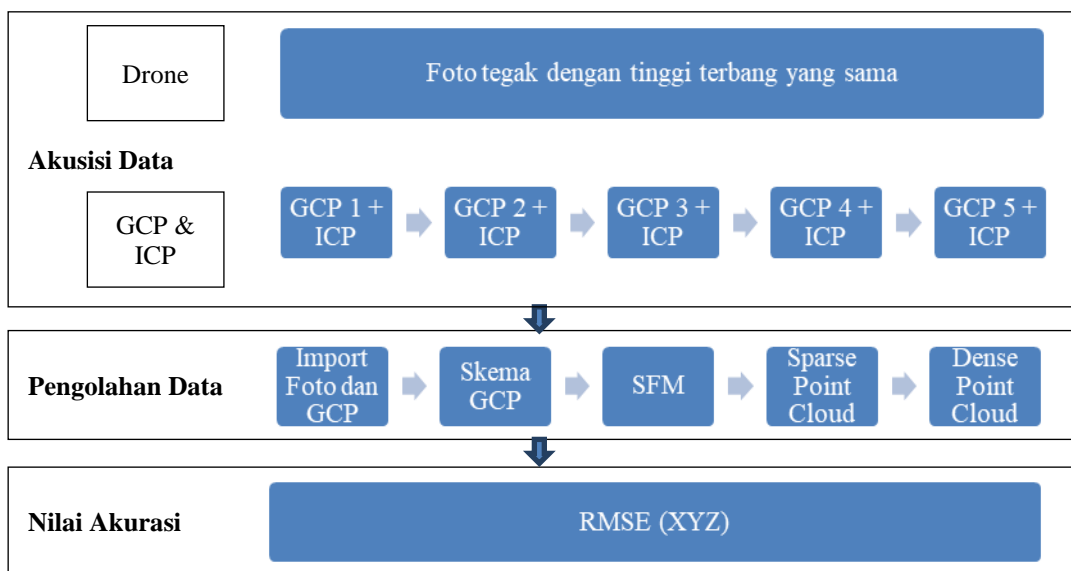 Drone
Foto tegak dengan tinggi terbang yang sama
Akusisi Data
GCP &
ICP
GCP 1 +
ICP
GCP 2 +
ICP
GCP 3 +
ICP
GCP 4 +
ICP
GCP 5 +
ICP
Pengolahan Data
Import
Foto dan
GCP
Skema
GCP
SFM
Sparse
Point
Cloud
Dense
Point
Cloud
Nilai Akurasi
RMSE (XYZ)